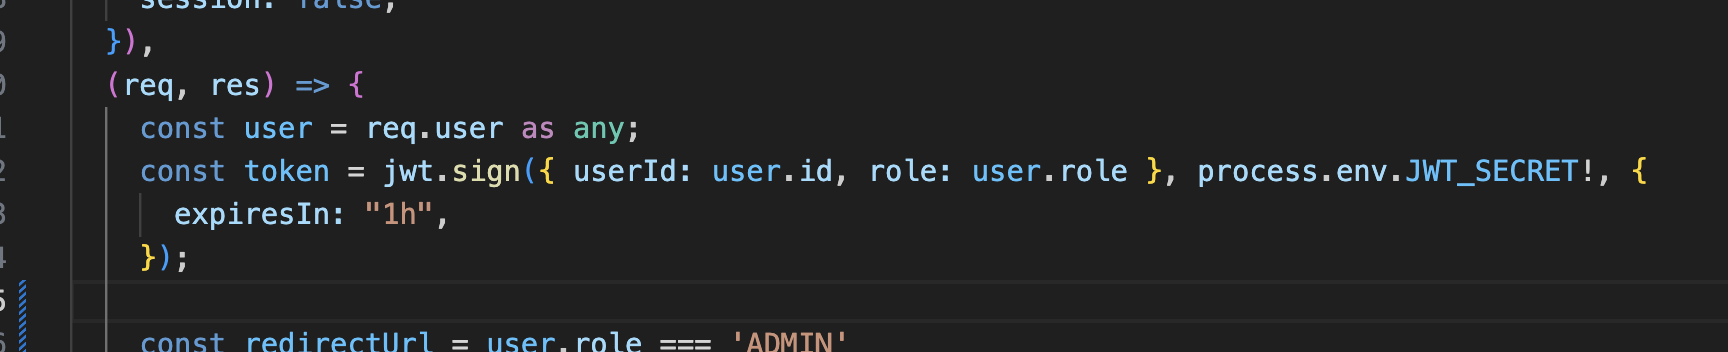 session: false,
}),
(req, res) => {
const user = req.user as any;
const token = jwt.sign({ userId: user.id, role: user.role }, process.env.JWT_SECRET!, {
expiresIn: "1h",
});
const redirectUrl = user.role === 'ADMIN'